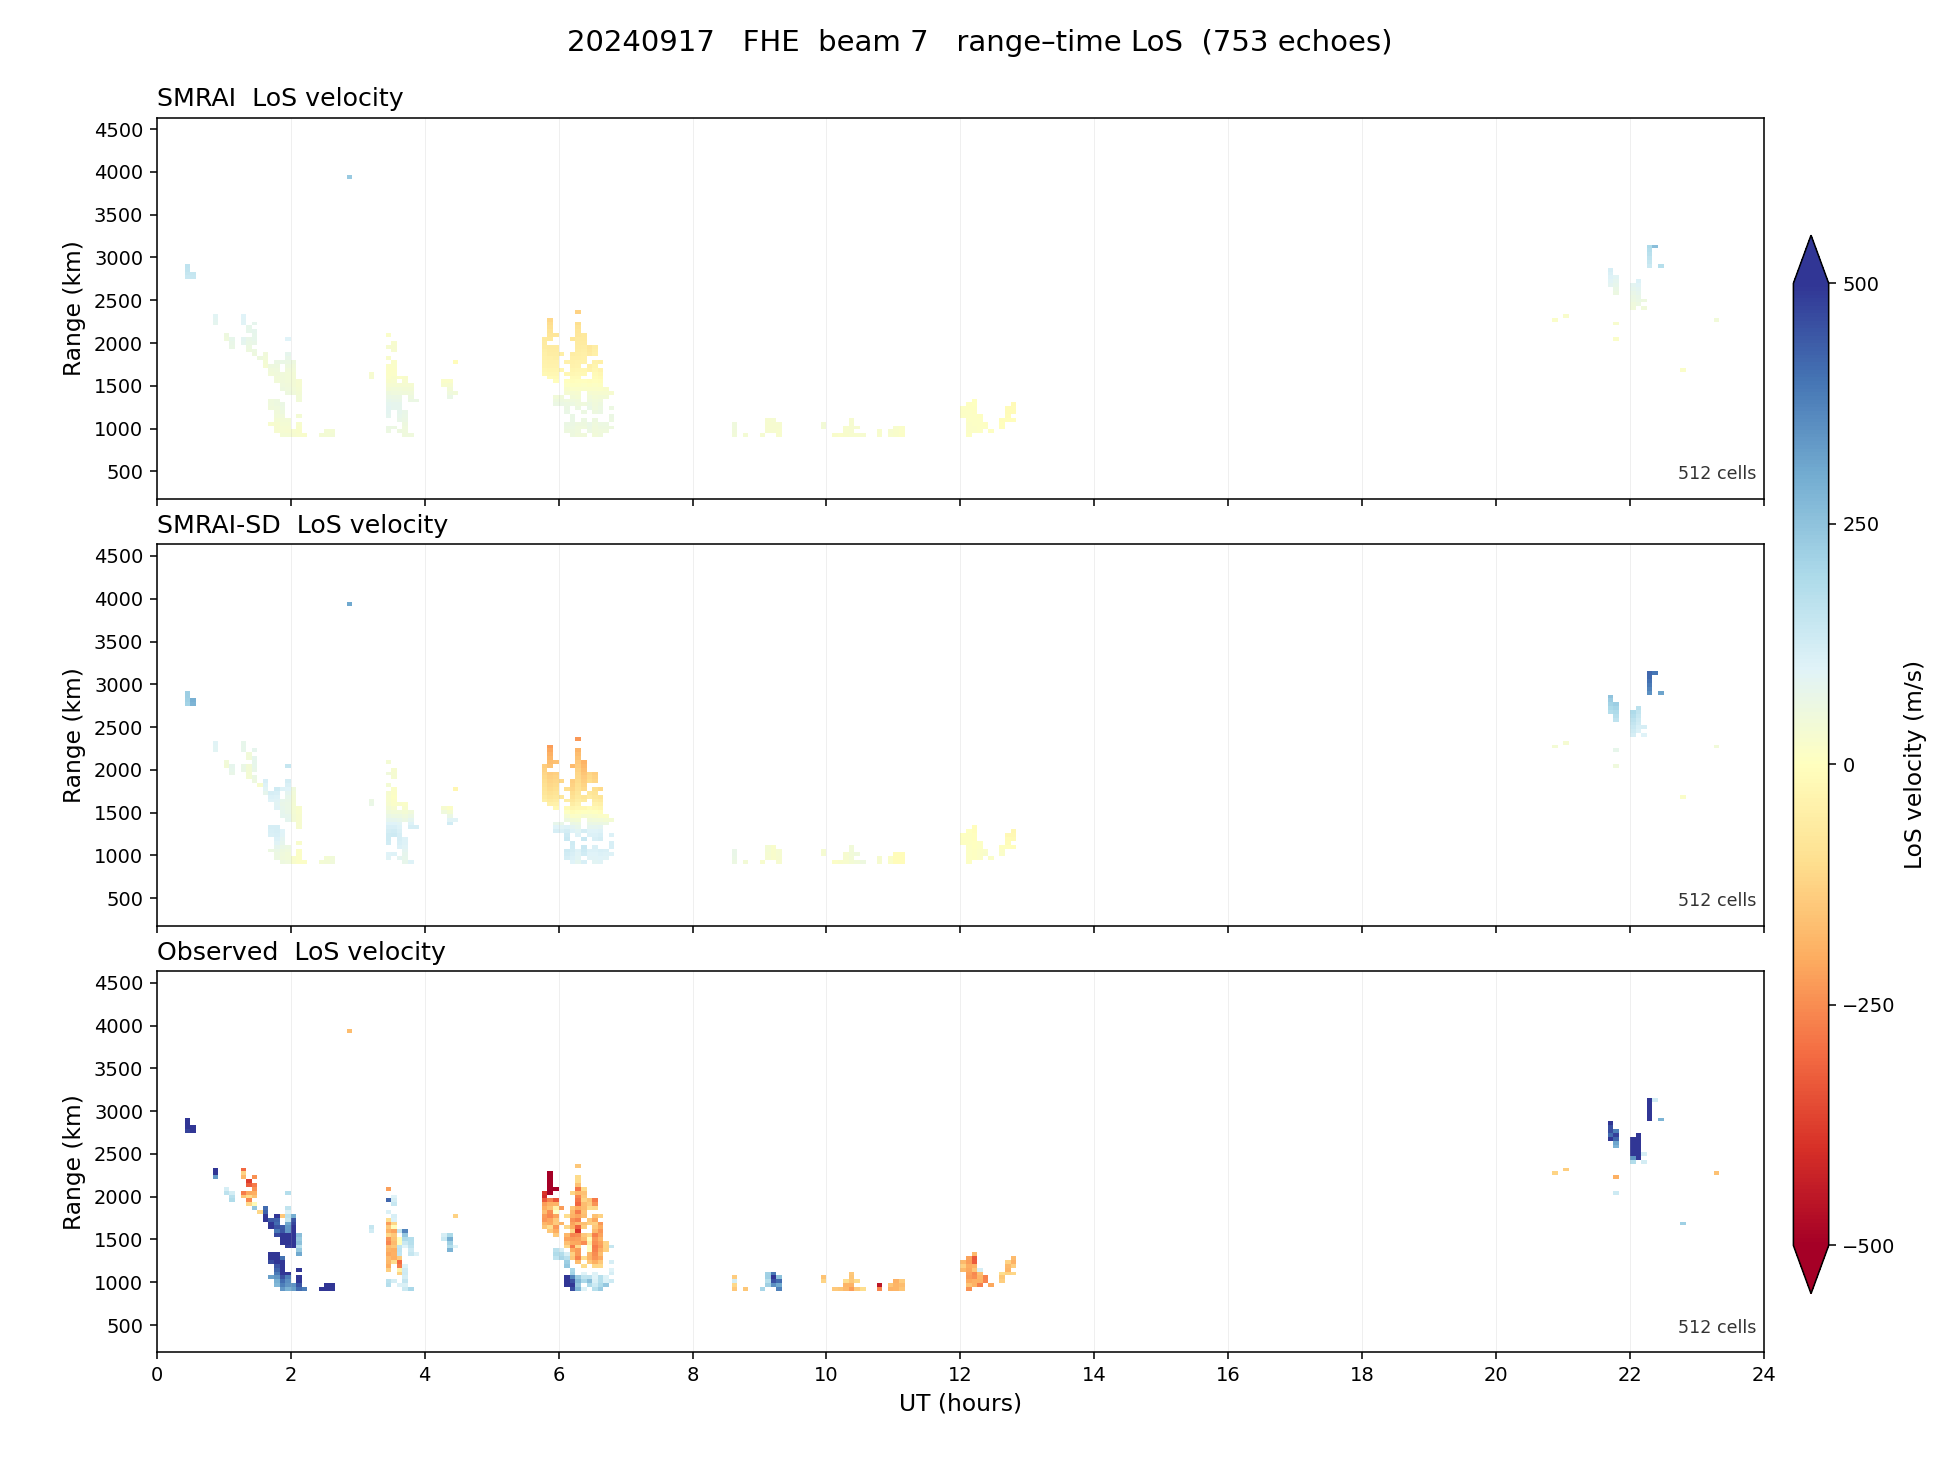 20240917   FHE  beam 7   range–time LoS  (753 echoes)
SMRAI  LoS velocity
4500
4000
3500
3000
2500
2000
1500
1000
500
Range (km)
512 cells
SMRAI-SD  LoS velocity
4500
4000
3500
3000
2500
2000
1500
1000
500
Range (km)
512 cells
Observed  LoS velocity
4500
4000
3500
3000
2500
2000
1500
1000
500
Range (km)
512 cells
0 2 4 6 8 10 12 14 16 18 20 22 24
UT (hours)
500
250
0
−250
−500
LoS velocity (m/s)